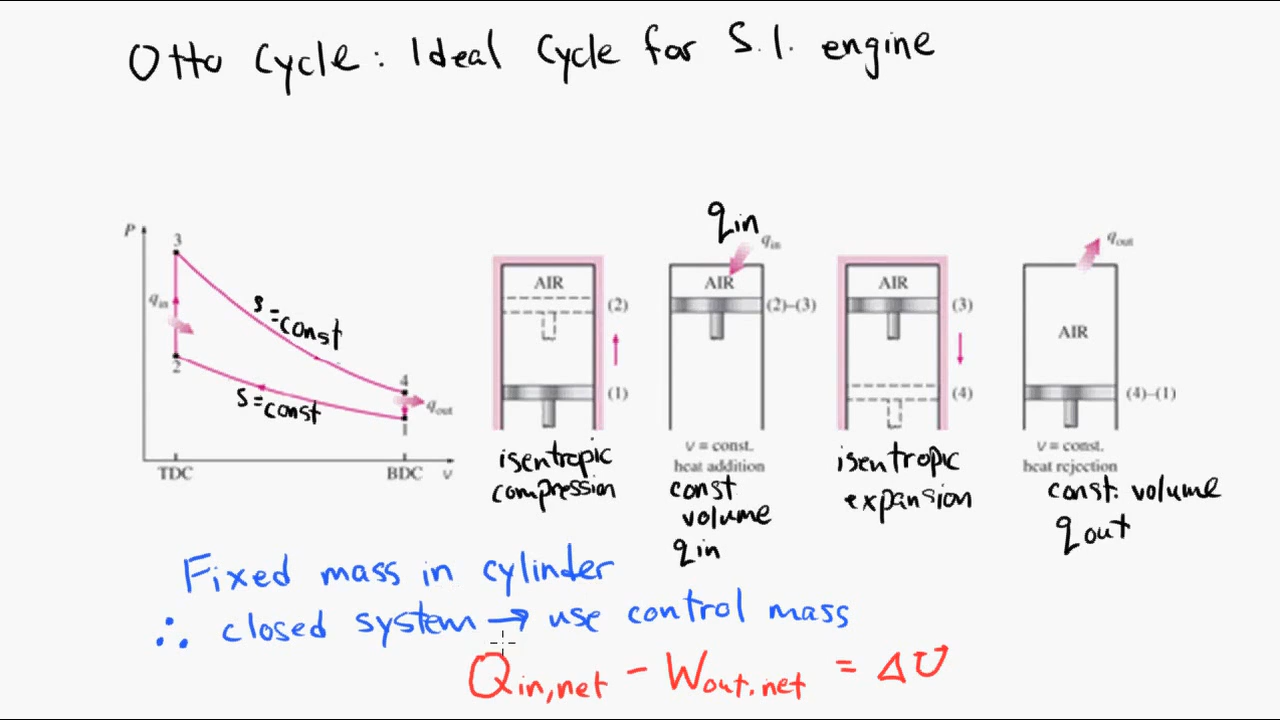 Otto Cycle: Ideal Cycle for S.I. engine
P
3
qin
2
s=const
s=const
4
qout
1
TDC
BDC
v
AIR
(2)
(1)
isentropic
compression
qin
qin
AIR
(2)–(3)
v = const.
heat addition
const
volume
qin
AIR
(3)
(4)
isentropic
expansion
qout
AIR
(4)–(1)
v = const.
heat rejection
const. volume
qout
Fixed mass in cylinder
∴ closed system → use control mass
Qin,net − Wout,net = ΔU